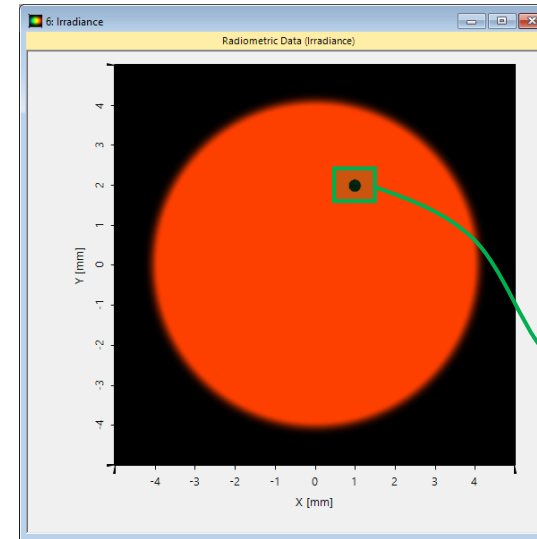 6: Irradiance
Radiometric Data (Irradiance)
4
3
2
1
0
-1
-2
-3
-4
Y [mm]
-4 -3 -2 -1 0 1 2 3 4
X [mm]